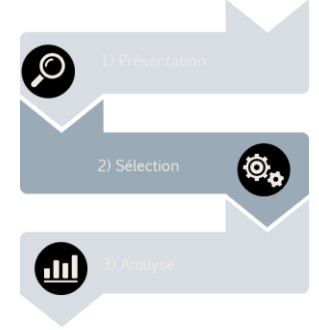 1) Présentation
2) Sélection
3) Analyse